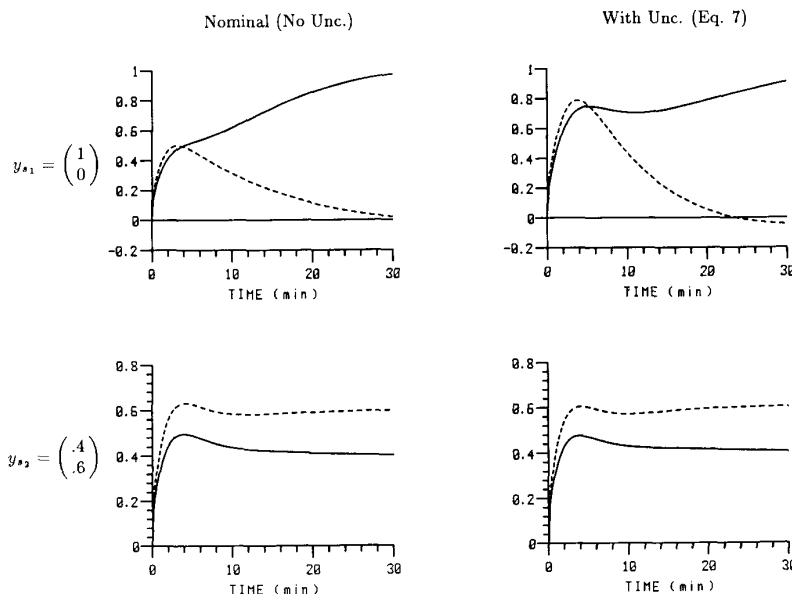 Nominal (No Unc.)
With Unc. (Eq. 7)
1
0.8
0.6
0.4
0.2
0
-0.2
0 10 20 30
TIME (min)
y_{s_1} = (1 0)
1
0.8
0.6
0.4
0.2
0
-0.2
0 10 20 30
TIME (min)
0.8
0.6
0.4
0.2
0
0 10 20 30
TIME (min)
y_{s_2} = (.4 .6)
0.8
0.6
0.4
0.2
0
0 10 20 30
TIME (min)